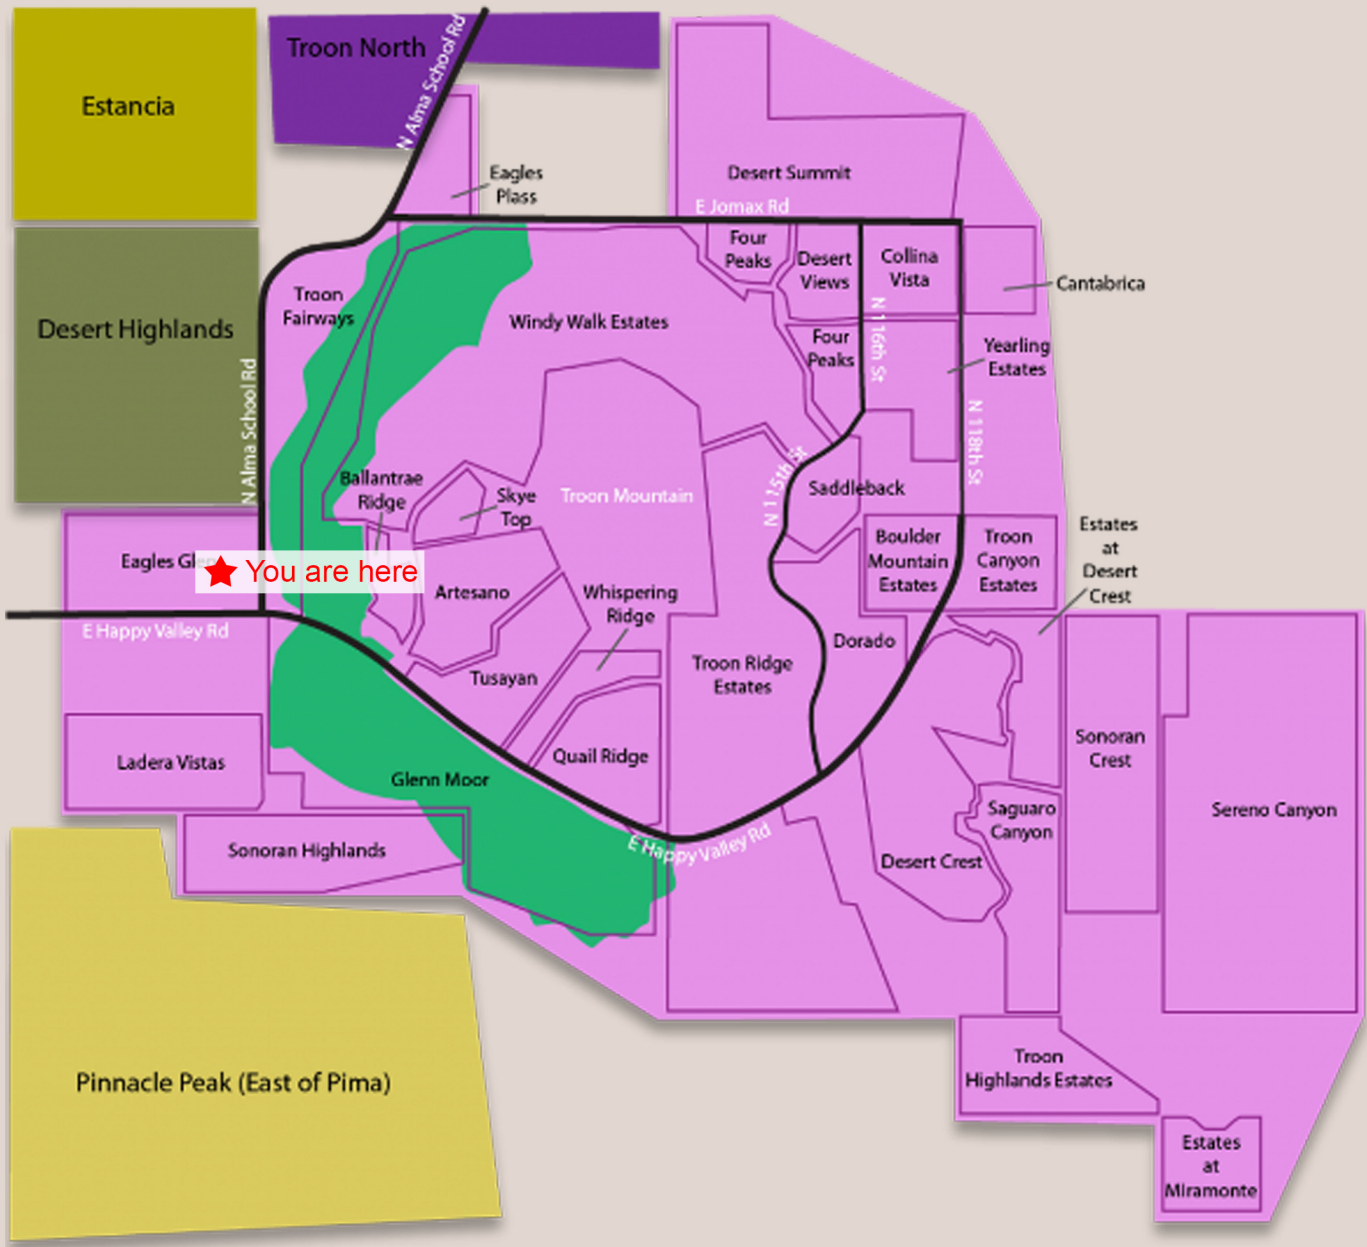 Troon North
N Alma School Rd
Estancia
Eagles
Plass
Desert Summit
E Jomax Rd
Four
Peaks
Desert
Views
Collina
Vista
Cantabrica
Troon
Fairways
Desert Highlands
Windy Walk Estates
N 116th St
Four
Peaks
Yearling
Estates
N Alma School Rd
N 118th St
Ballantrae
Ridge
Skye
Top
Troon Mountain
N 115th St
Saddleback
Boulder
Mountain
Estates
Troon
Canyon
Estates
Estates
at
Desert
Crest
Eagles Glen
You are here
Artesano
Whispering
Ridge
E Happy Valley Rd
Tusayan
Troon Ridge
Estates
Dorado
Ladera Vistas
Glenn Moor
Quail Ridge
Sonoran
Crest
Sereno Canyon
Saguaro
Canyon
Sonoran Highlands
E Happy Valley Rd
Desert Crest
Pinnacle Peak (East of Pima)
Troon
Highlands Estates
Estates
at
Miramonte